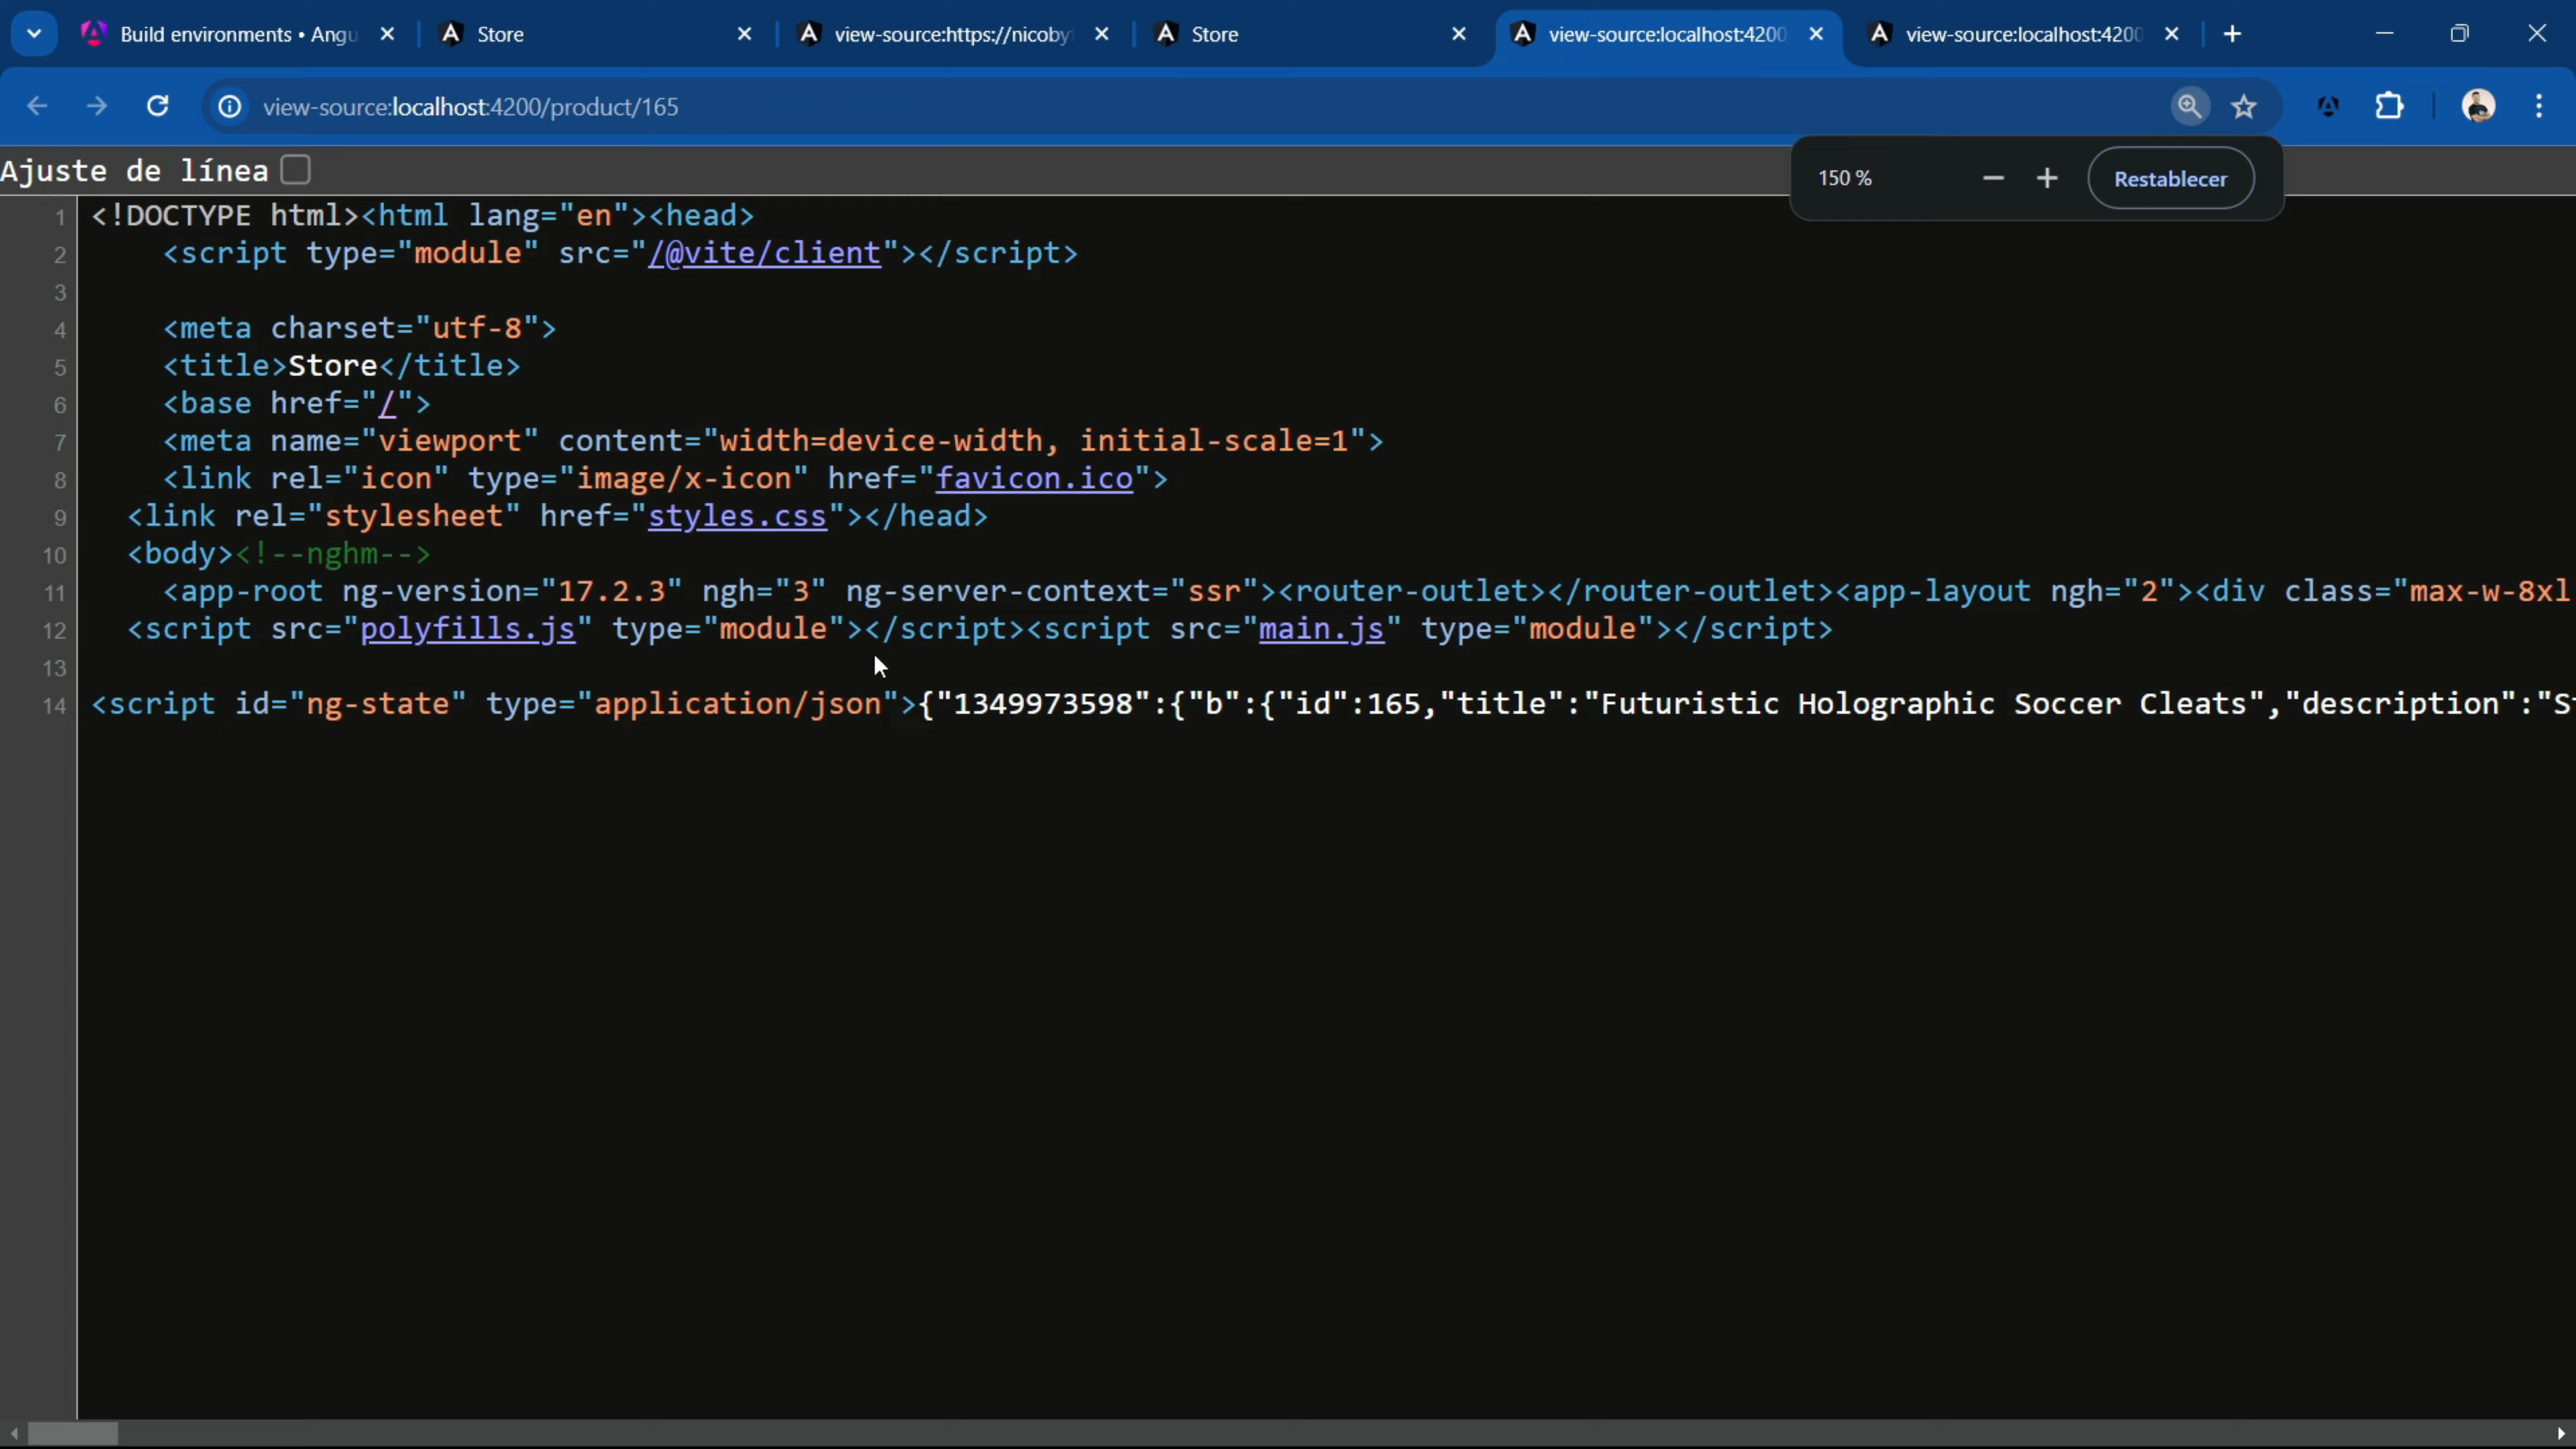 Build environments • Angu
Store
view-source:https://nicoby
Store
view-source:localhost:4200
view-source:localhost:4200
view-source:localhost:4200/product/165
Ajuste de línea
150 %
Restablecer
1 <!DOCTYPE html><html lang="en"><head>
2 <script type="module" src="/@vite/client"></script>
3
4 <meta charset="utf-8">
5 <title>Store</title>
6 <base href="/">
7 <meta name="viewport" content="width=device-width, initial-scale=1">
8 <link rel="icon" type="image/x-icon" href="favicon.ico">
9 <link rel="stylesheet" href="styles.css"></head>
10 <body><!--nghm-->
11 <app-root ng-version="17.2.3" ngh="3" ng-server-context="ssr"><router-outlet></router-outlet><app-layout ngh="2"><div class="max-w-8xl
12 <script src="polyfills.js" type="module"></script><script src="main.js" type="module"></script>
13
14 <script id="ng-state" type="application/json">{"1349973598":{"b":{"id":165,"title":"Futuristic Holographic Soccer Cleats","description":"S